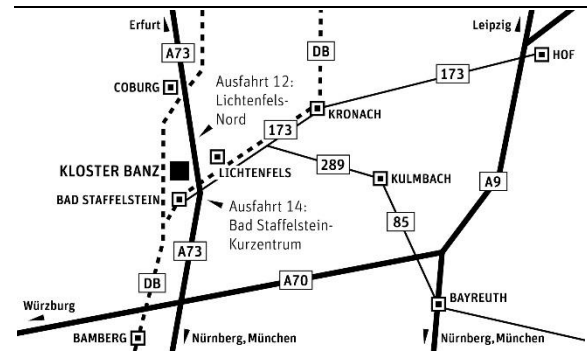 Erfurt
Leipzig
A73
DB
HOF
173
COBURG
Ausfahrt 12:
Lichtenfels-
Nord
KRONACH
173
KLOSTER BANZ
LICHTENFELS
289
KULMBACH
A9
BAD STAFFELSTEIN
Ausfahrt 14:
Bad Staffelstein-
Kurzentrum
85
A73
DB
A70
Würzburg
BAYREUTH
BAMBERG
Nürnberg, München
Nürnberg, München